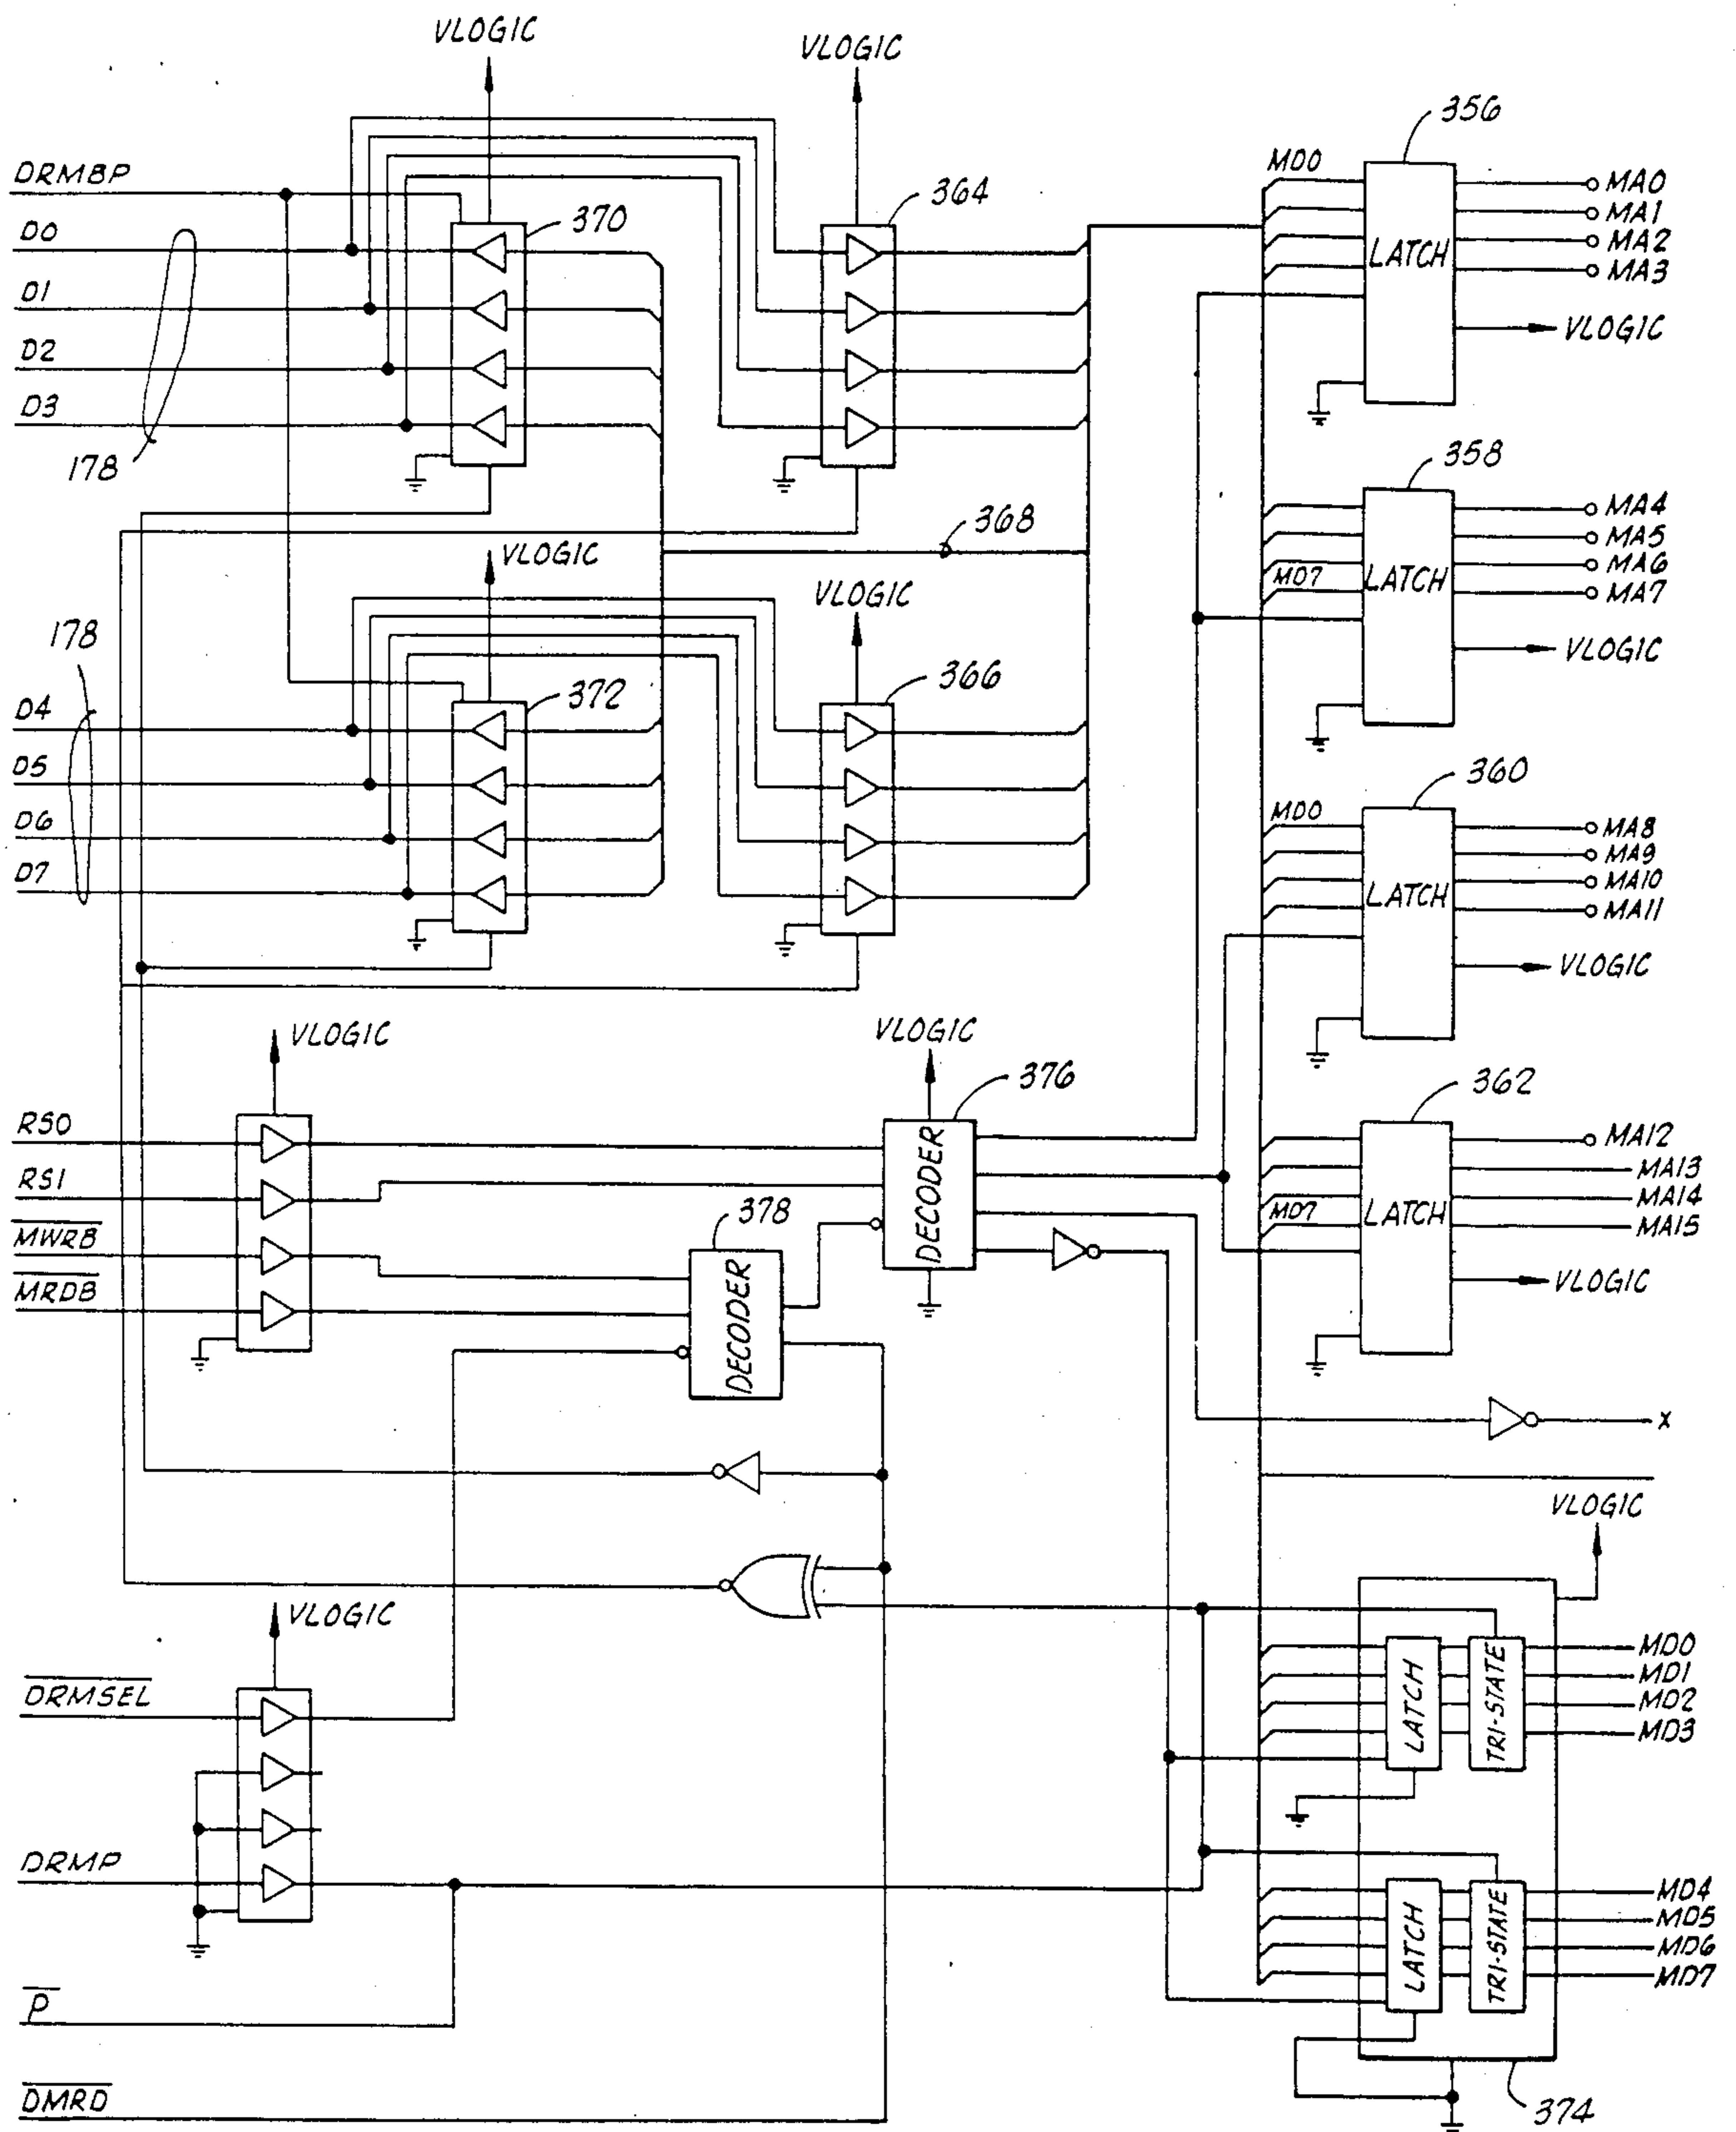 VLOGIC
VLOGIC
356
DRMBP
MD0
MA0
MA1
MA2
MA3
LATCH
VLOGIC
370
364
D0
D1
D2
D3
178
358
MA4
MA5
MA6
MA7
MD7
LATCH
VLOGIC
368
VLOGIC
VLOGIC
178
372
366
D4
D5
D6
D7
360
MD0
MA8
MA9
MA10
MA11
LATCH
VLOGIC
VLOGIC
VLOGIC
376
362
RS0
RS1
MWRB
MRDB
DECODER
378
DECODER
MA12
MA13
MA14
MA15
MD7
LATCH
VLOGIC
X
VLOGIC
VLOGIC
DRMSEL
LATCH
TRI-STATE
MD0
MD1
MD2
MD3
DRMP
LATCH
TRI-STATE
MD4
MD5
MD6
MD7
P
DMRD
374